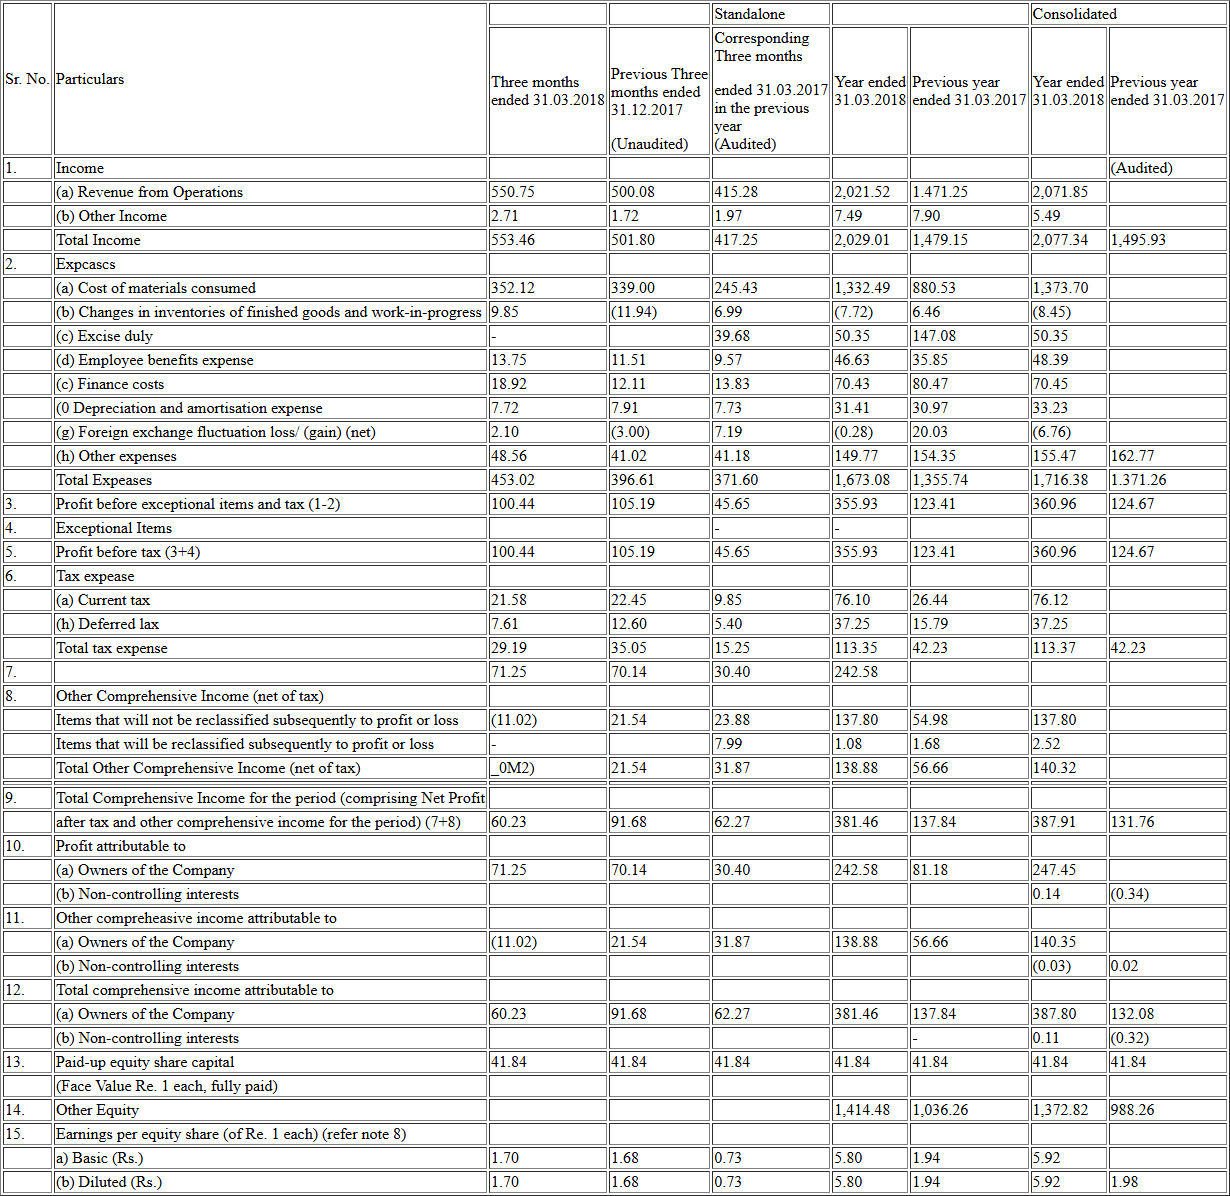 Standalone Consolidated
Sr. No. Particulars Three months ended 31.03.2018 Previous Three months ended 31.12.2017 (Unaudited) Corresponding Three months ended 31.03.2017 in the previous year (Audited) Year ended 31.03.2018 Previous year ended 31.03.2017 Year ended 31.03.2018 Previous year ended 31.03.2017
1. Income (Audited)
(a) Revenue from Operations 550.75 500.08 415.28 2,021.52 1.471.25 2,071.85
(b) Other Income 2.71 1.72 1.97 7.49 7.90 5.49
Total Income 553.46 501.80 417.25 2,029.01 1,479.15 2,077.34 1,495.93
2. Expcascs
(a) Cost of materials consumed 352.12 339.00 245.43 1,332.49 880.53 1,373.70
(b) Changes in inventories of finished goods and work-in-progress 9.85 (11.94) 6.99 (7.72) 6.46 (8.45)
(c) Excise duly - 39.68 50.35 147.08 50.35
(d) Employee benefits expense 13.75 11.51 9.57 46.63 35.85 48.39
(c) Finance costs 18.92 12.11 13.83 70.43 80.47 70.45
(0 Depreciation and amortisation expense 7.72 7.91 7.73 31.41 30.97 33.23
(g) Foreign exchange fluctuation loss/ (gain) (net) 2.10 (3.00) 7.19 (0.28) 20.03 (6.76)
(h) Other expenses 48.56 41.02 41.18 149.77 154.35 155.47 162.77
Total Expeases 453.02 396.61 371.60 1,673.08 1,355.74 1,716.38 1.371.26
3. Profit before exceptional items and tax (1-2) 100.44 105.19 45.65 355.93 123.41 360.96 124.67
4. Exceptional Items - -
5. Profit before tax (3+4) 100.44 105.19 45.65 355.93 123.41 360.96 124.67
6. Tax expease
(a) Current tax 21.58 22.45 9.85 76.10 26.44 76.12
(h) Deferred lax 7.61 12.60 5.40 37.25 15.79 37.25
Total tax expense 29.19 35.05 15.25 113.35 42.23 113.37 42.23
7. 71.25 70.14 30.40 242.58
8. Other Comprehensive Income (net of tax)
Items that will not be reclassified subsequently to profit or loss (11.02) 21.54 23.88 137.80 54.98 137.80
Items that will be reclassified subsequently to profit or loss - 7.99 1.08 1.68 2.52
Total Other Comprehensive Income (net of tax) _0M2) 21.54 31.87 138.88 56.66 140.32
9. Total Comprehensive Income for the period (comprising Net Profit
after tax and other comprehensive income for the period) (7+8) 60.23 91.68 62.27 381.46 137.84 387.91 131.76
10. Profit attributable to
(a) Owners of the Company 71.25 70.14 30.40 242.58 81.18 247.45
(b) Non-controlling interests 0.14 (0.34)
11. Other compreheasive income attributable to
(a) Owners of the Company (11.02) 21.54 31.87 138.88 56.66 140.35
(b) Non-controlling interests (0.03) 0.02
12. Total comprehensive income attributable to
(a) Owners of the Company 60.23 91.68 62.27 381.46 137.84 387.80 132.08
(b) Non-controlling interests - 0.11 (0.32)
13. Paid-up equity share capital 41.84 41.84 41.84 41.84 41.84 41.84 41.84
(Face Value Re. 1 each, fully paid)
14. Other Equity 1,414.48 1,036.26 1,372.82 988.26
15. Earnings per equity share (of Re. 1 each) (refer note 8)
a) Basic (Rs.) 1.70 1.68 0.73 5.80 1.94 5.92
(b) Diluted (Rs.) 1.70 1.68 0.73 5.80 1.94 5.92 1.98